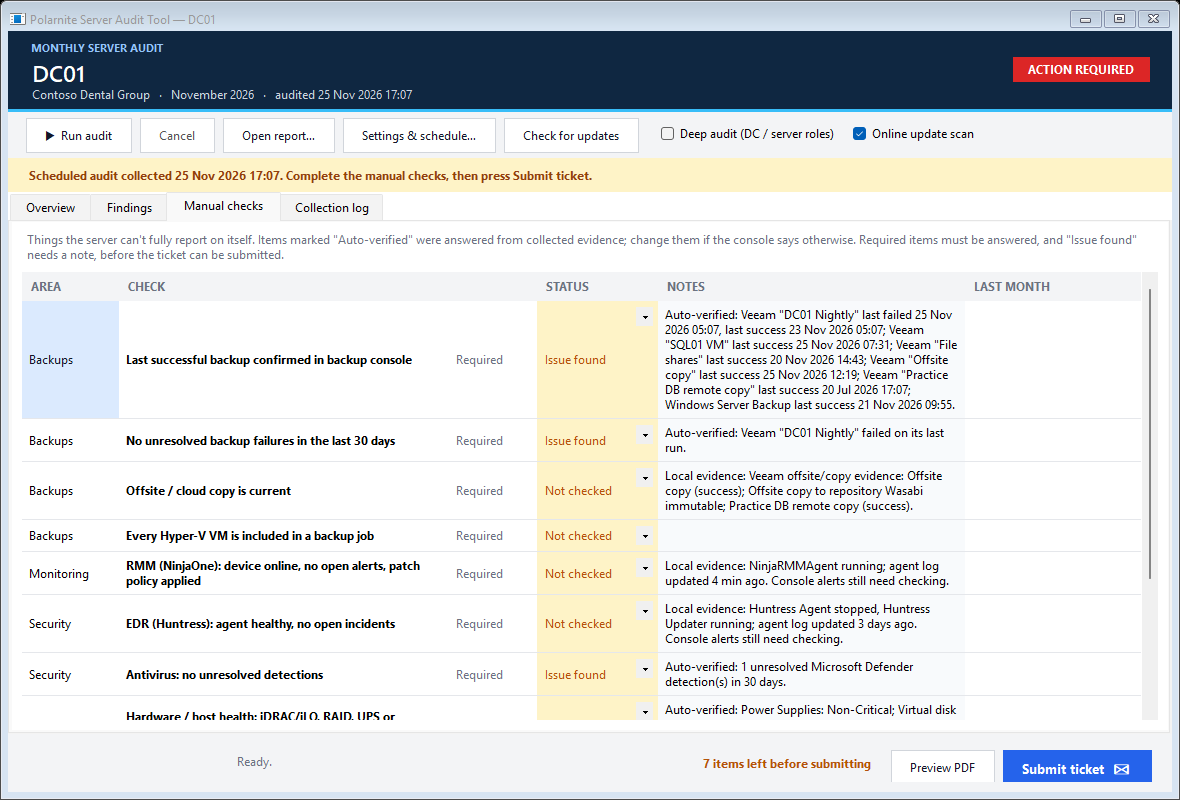 Polarnite Server Audit Tool — DC01
MONTHLY SERVER AUDIT
DC01
Contoso Dental Group · November 2026 · audited 25 Nov 2026 17:07
ACTION REQUIRED
Run audit
Cancel
Open report...
Settings & schedule...
Check for updates
Deep audit (DC / server roles)
Online update scan
Scheduled audit collected 25 Nov 2026 17:07. Complete the manual checks, then press Submit ticket.
Overview
Findings
Manual checks
Collection log
Things the server can't fully report on itself. Items marked "Auto-verified" were answered from collected evidence; change them if the console says otherwise. Required items must be answered, and "Issue found"
needs a note, before the ticket can be submitted.
AREA CHECK STATUS NOTES LAST MONTH
Backups
Last successful backup confirmed in backup console
Required
Issue found
Auto-verified: Veeam "DC01 Nightly" last failed 25 Nov
2026 05:07, last success 23 Nov 2026 05:07; Veeam
"SQL01 VM" last success 25 Nov 2026 07:31; Veeam "File
shares" last success 20 Nov 2026 14:43; Veeam "Offsite
copy" last success 25 Nov 2026 12:19; Veeam "Practice
DB remote copy" last success 20 Jul 2026 17:07;
Windows Server Backup last success 21 Nov 2026 09:55.
Backups
No unresolved backup failures in the last 30 days
Required
Issue found
Auto-verified: Veeam "DC01 Nightly" failed on its last
run.
Backups
Offsite / cloud copy is current
Required
Not checked
Local evidence: Veeam offsite/copy evidence: Offsite
copy (success); Offsite copy to repository Wasabi
immutable; Practice DB remote copy (success).
Backups
Every Hyper-V VM is included in a backup job
Required
Not checked
Monitoring
RMM (NinjaOne): device online, no open alerts, patch
policy applied
Required
Not checked
Local evidence: NinjaRMMAgent running; agent log
updated 4 min ago. Console alerts still need checking.
Security
EDR (Huntress): agent healthy, no open incidents
Required
Not checked
Local evidence: Huntress Agent stopped, Huntress
Updater running; agent log updated 3 days ago.
Console alerts still need checking.
Security
Antivirus: no unresolved detections
Required
Issue found
Auto-verified: 1 unresolved Microsoft Defender
detection(s) in 30 days.
Hardware / host health: iDRAC/iLO, RAID, UPS or
Auto-verified: Power Supplies: Non-Critical; Virtual disk
Ready.
7 items left before submitting
Preview PDF
Submit ticket